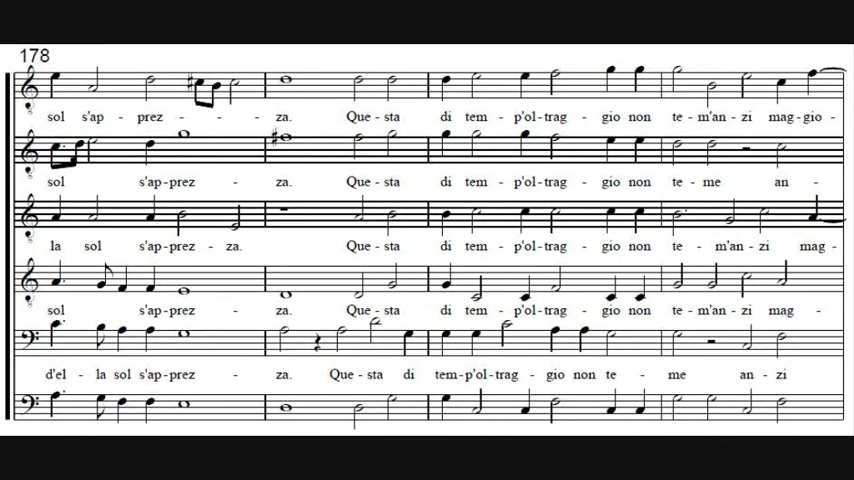 178
sol s'ap - prez - - - za. Que - sta di tem - p'ol - trag - gio non te - m'an - zi mag - gio -
sol s'ap - prez - za. Que - sta di tem - p'ol - trag - gio non te - me an -
la sol s'ap - prez - za. Que - sta di tem - p'ol - trag - gio non te - m'an - zi mag -
sol s'ap - prez - za. Que - sta di tem - p'ol - trag - gio non te - m'an - zi mag -
d'el - la sol s'ap - prez - za. Que - sta di tem - p'ol - trag - gio non te - me an - zi